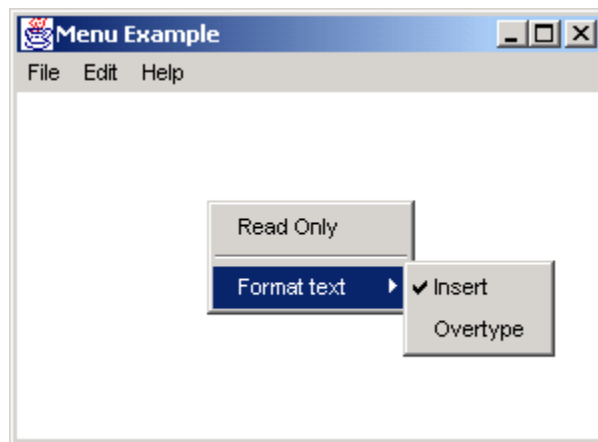 Menu Example
File Edit Help
Read Only
Format text
Insert
Overtype